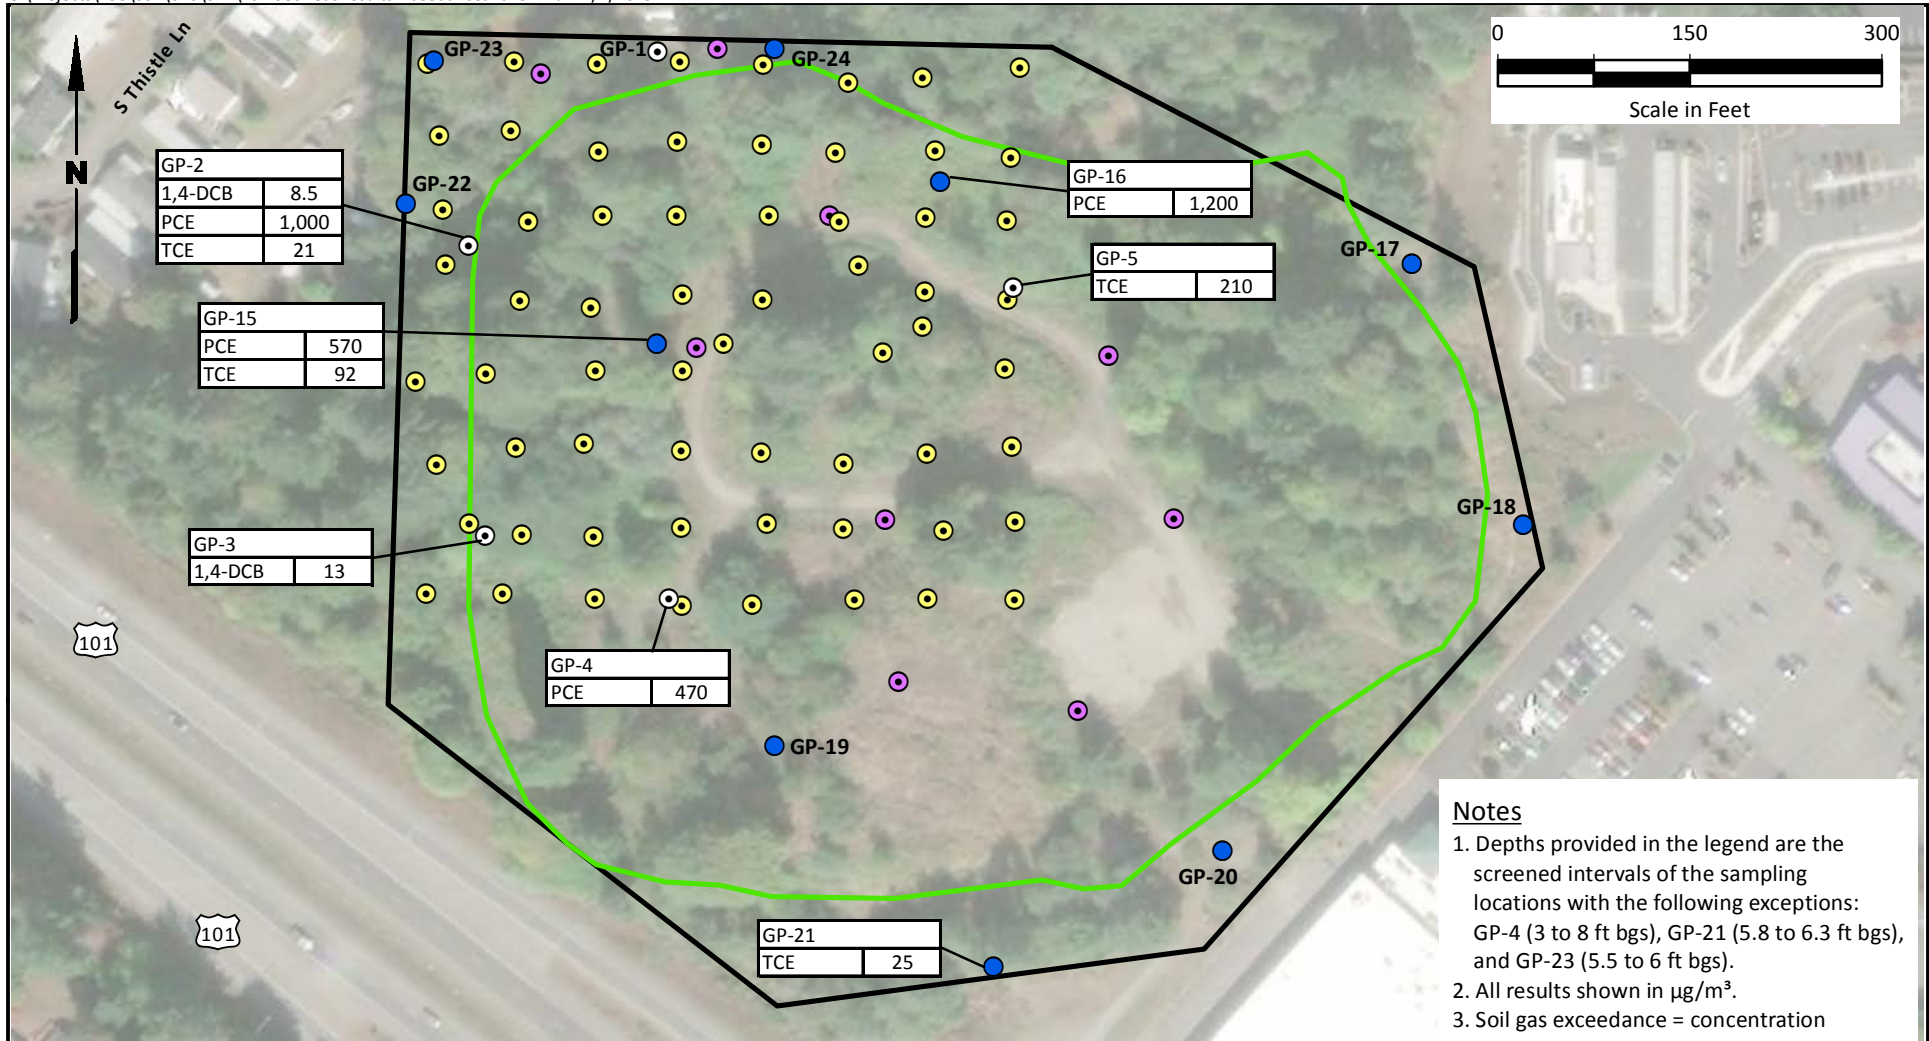 S Thistle Ln
N
0 150 300
Scale in Feet
GP-23
GP-1
GP-24
GP-2
1,4-DCB 8.5
PCE 1,000
TCE 21
GP-22
GP-16
PCE 1,200
GP-17
GP-5
TCE 210
GP-15
PCE 570
TCE 92
GP-18
GP-3
1,4-DCB 13
101
GP-4
PCE 470
GP-19
GP-20
101
GP-21
TCE 25
Notes
1. Depths provided in the legend are the
screened intervals of the sampling
locations with the following exceptions:
GP-4 (3 to 8 ft bgs), GP-21 (5.8 to 6.3 ft bgs),
and GP-23 (5.5 to 6 ft bgs).
2. All results shown in µg/m³.
3. Soil gas exceedance = concentration